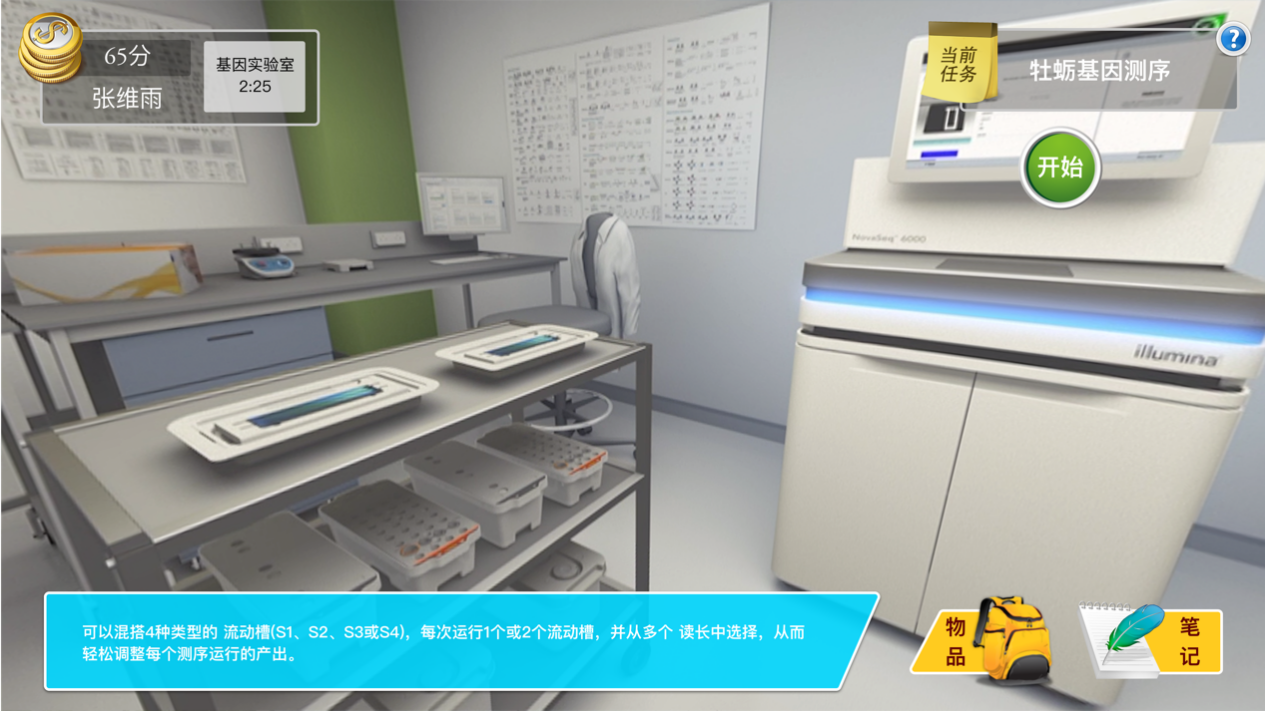 65分
张维雨
基因实验室
2:25
当前
任务
牡蛎基因测序
?
开始
NovaSeq 6000
illumina
可以混搭4种类型的 流动槽(S1、S2、S3或S4)，每次运行1个或2个流动槽，并从多个 读长中选择，从而
轻松调整每个测序运行的产出。
物
品
笔
记